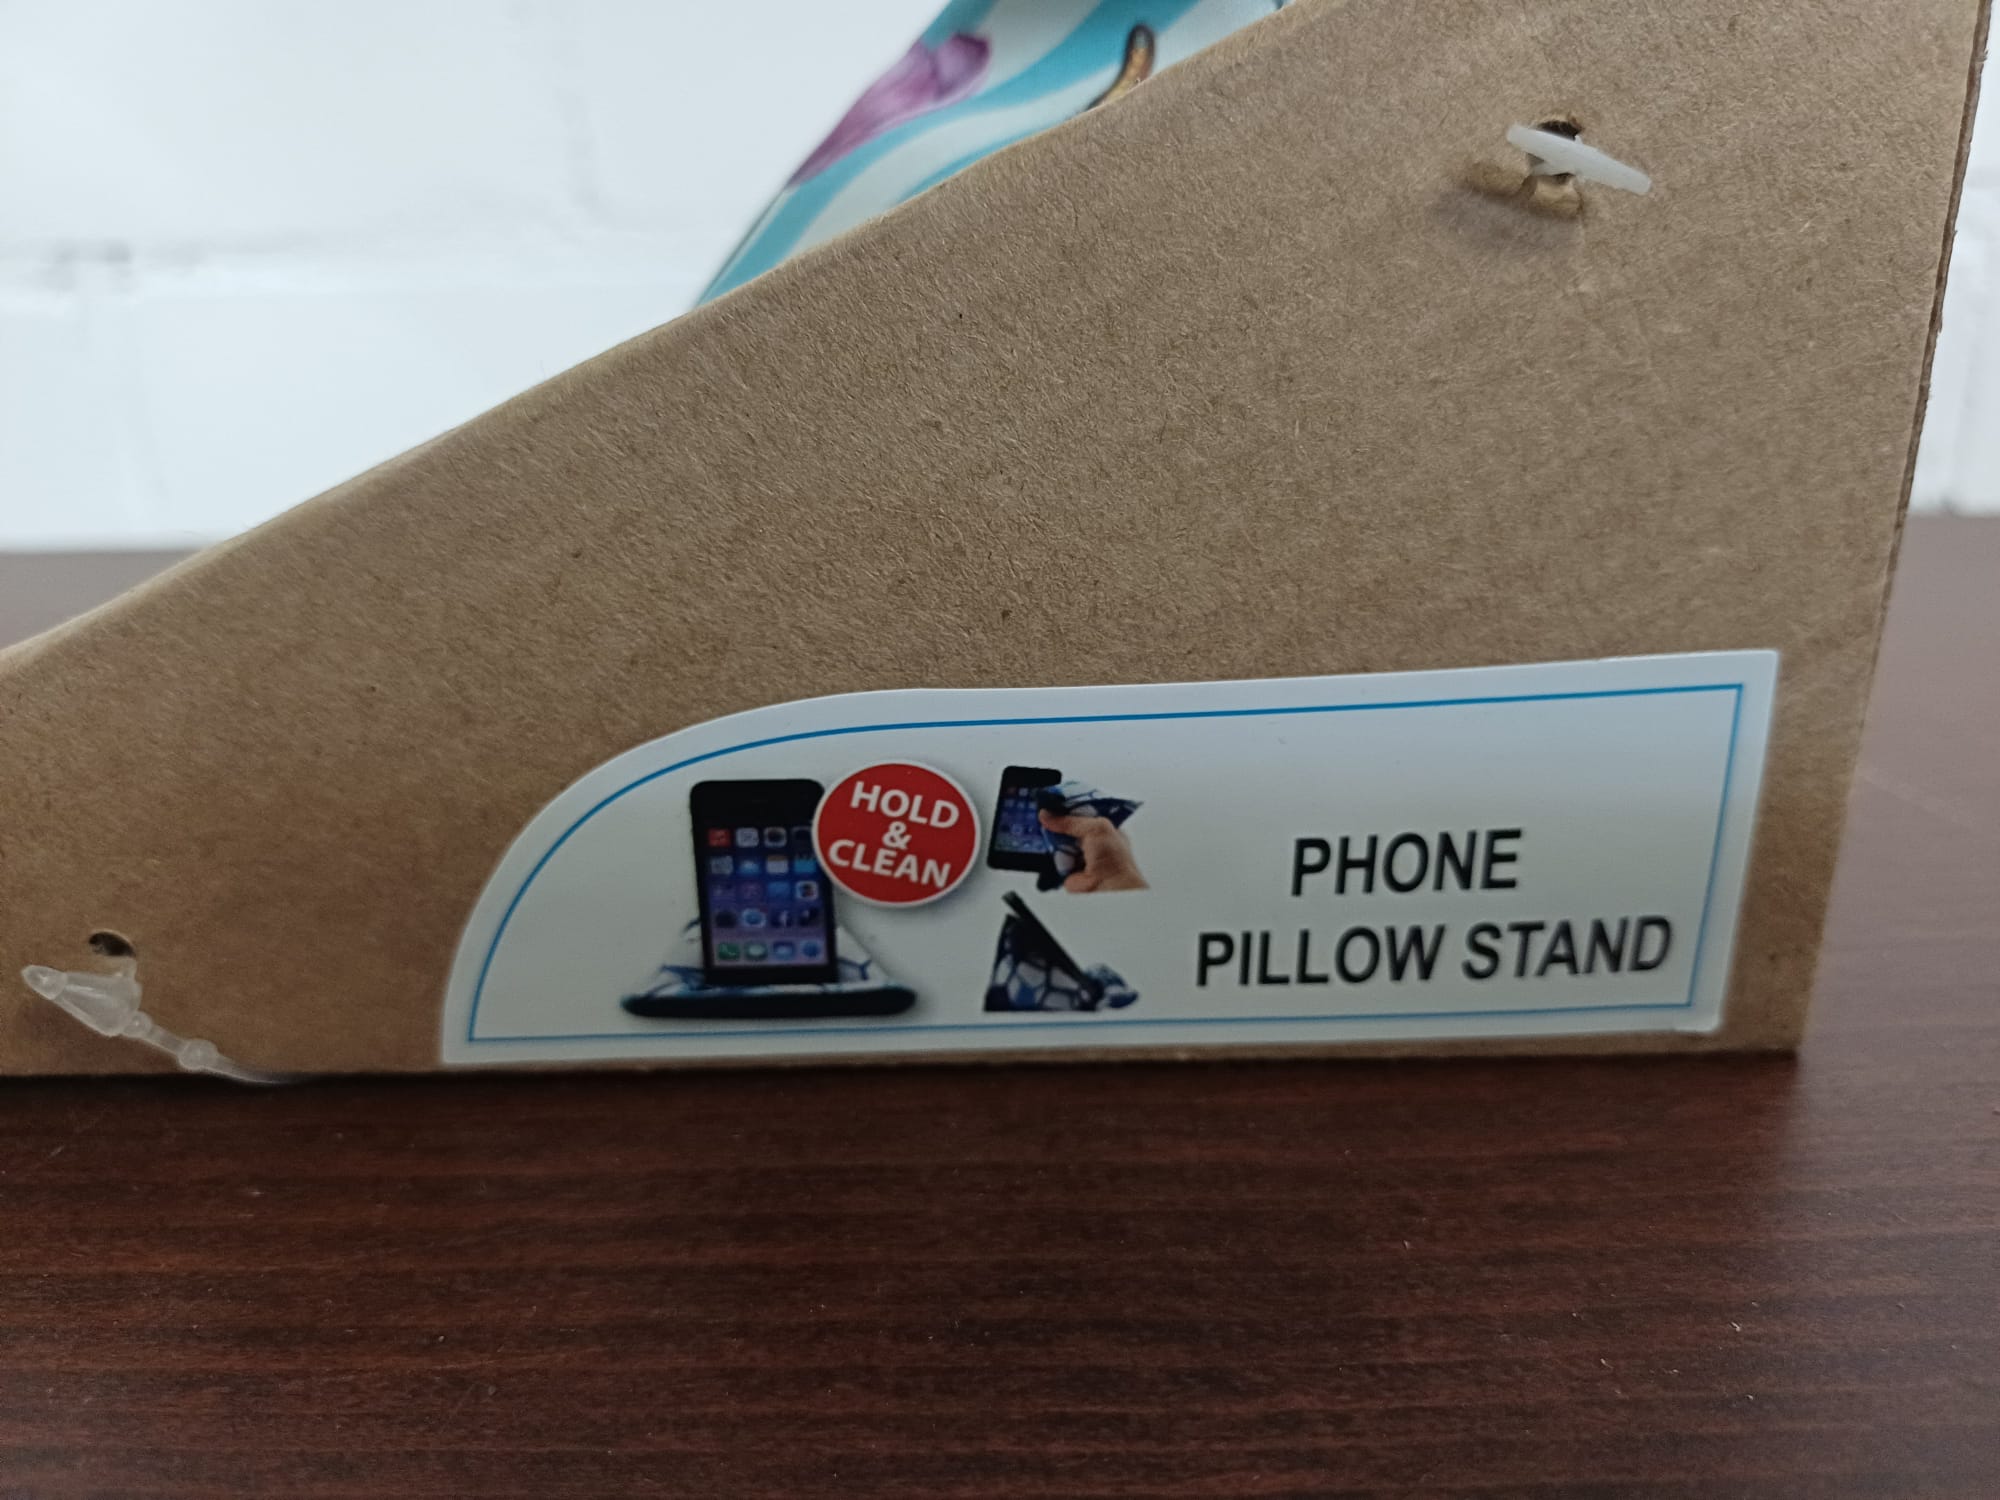 HOLD
&
CLEAN
PHONE
PILLOW STAND